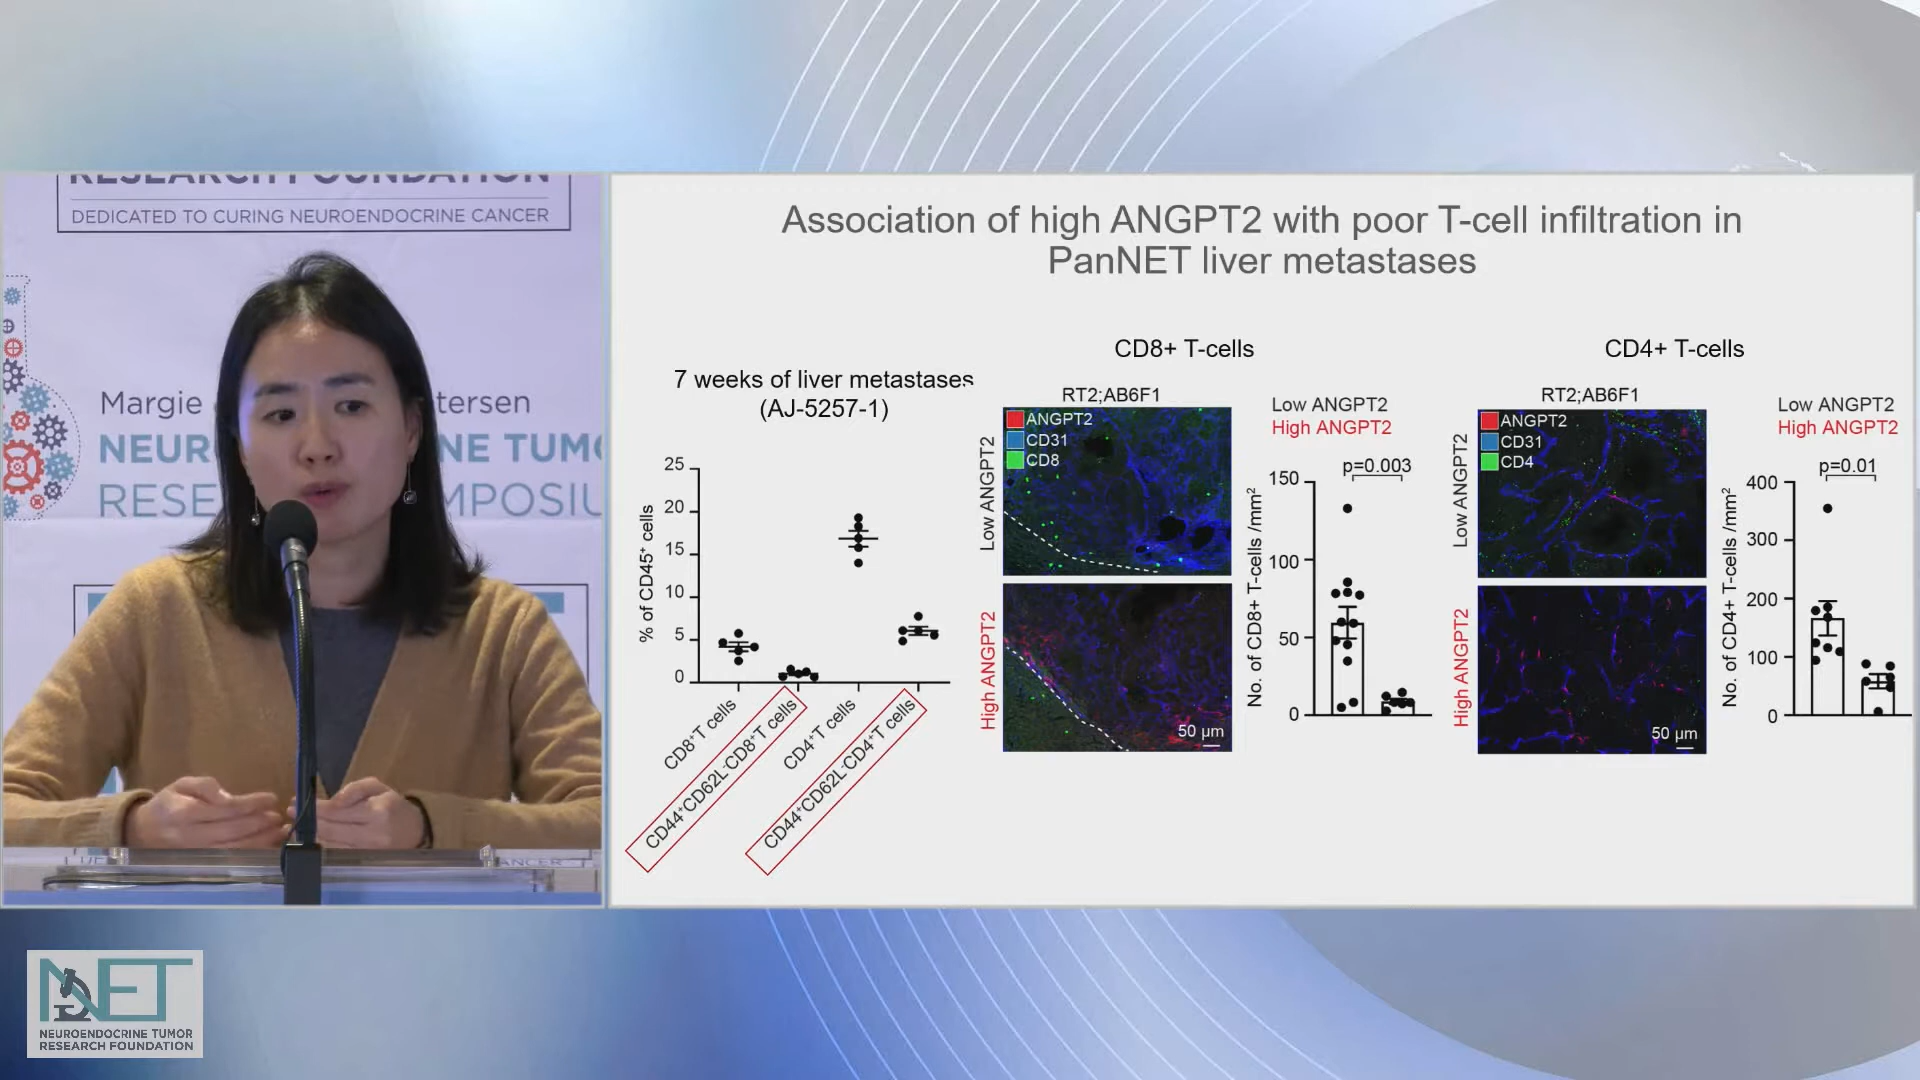 RESEARCH FOUNDATION
DEDICATED TO CURING NEUROENDOCRINE CANCER
Margie
tersen
NEUR
NE TUM
RESE
MPOSIU
CANCER
NET
NEUROENDOCRINE TUMOR
RESEARCH FOUNDATION
Association of high ANGPT2 with poor T-cell infiltration in
PanNET liver metastases
7 weeks of liver metastases
(AJ-5257-1)
% of CD45⁺ cells
25
20
15
10
5
0
CD8⁺T cells
CD44⁺CD62L⁻CD8⁺T cells
CD4⁺T cells
CD44⁺CD62L⁻CD4⁺T cells
CD8+ T-cells
RT2;AB6F1
Low ANGPT2
High ANGPT2
ANGPT2
CD31
CD8
50 µm
Low ANGPT2
High ANGPT2
p=0.003
No. of CD8+ T-cells /mm²
150
100
50
0
CD4+ T-cells
RT2;AB6F1
Low ANGPT2
High ANGPT2
ANGPT2
CD31
CD4
50 µm
Low ANGPT2
High ANGPT2
p=0.01
No. of CD4+ T-cells /mm²
400
300
200
100
0